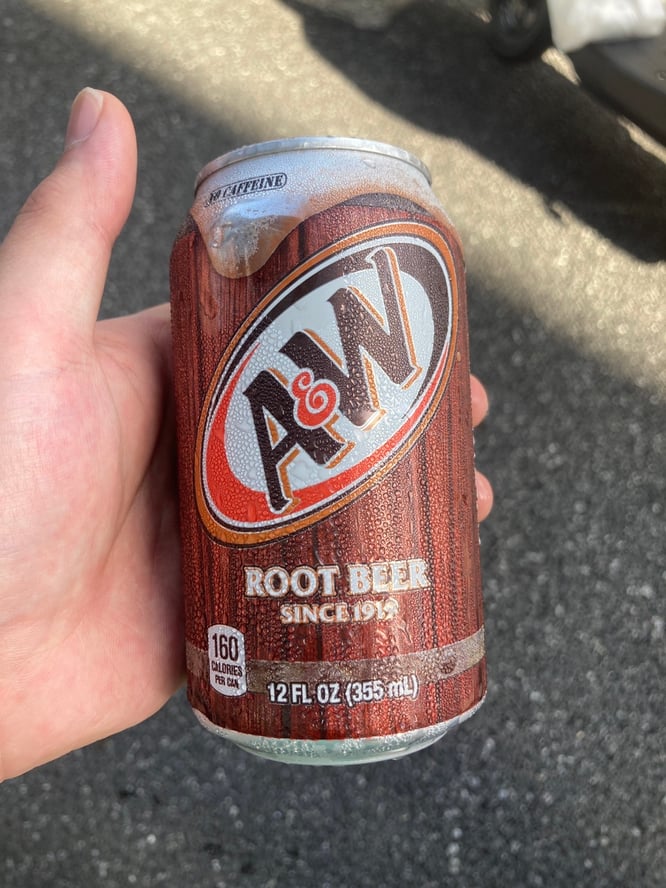 NO CAFFEINE
A&W
ROOT BEER
SINCE 1919
160
CALORIES
PER CAN
12 FL OZ (355 mL)